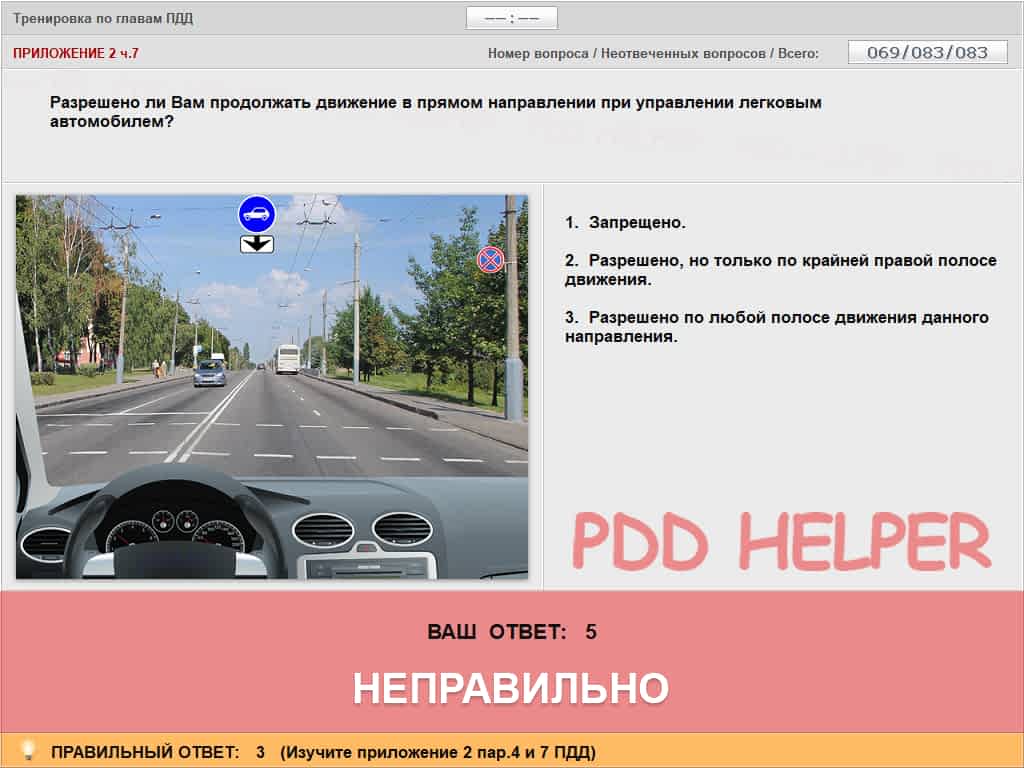 Тренировка по главам ПДД
—— : ——
ПРИЛОЖЕНИЕ 2 ч.7
Номер вопроса / Неотвеченных вопросов / Всего:
069/083/083
Разрешено ли Вам продолжать движение в прямом направлении при управлении легковым
автомобилем?
1. Запрещено.
2. Разрешено, но только по крайней правой полосе
движения.
3. Разрешено по любой полосе движения данного
направления.
PDD HELPER
ВАШ ОТВЕТ: 5
НЕПРАВИЛЬНО
ПРАВИЛЬНЫЙ ОТВЕТ: 3 (Изучите приложение 2 пар.4 и 7 ПДД)